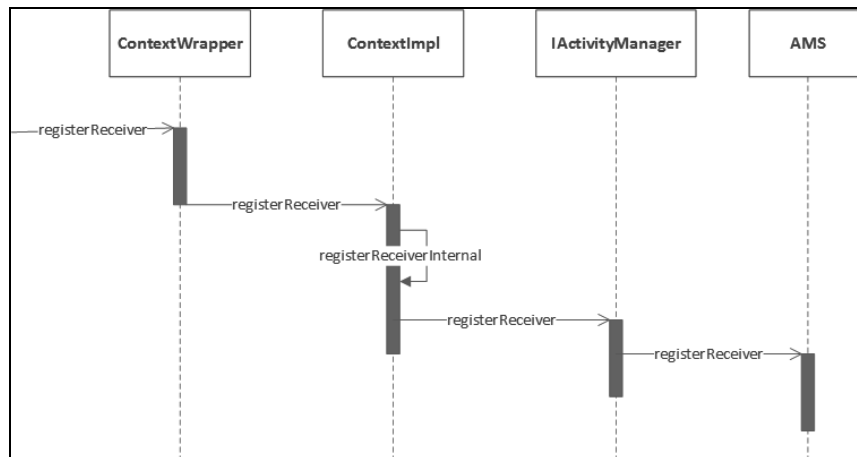 ContextWrapper
ContextImpl
IActivityManager
AMS
registerReceiver
registerReceiver
registerReceiverInternal
registerReceiver
registerReceiver